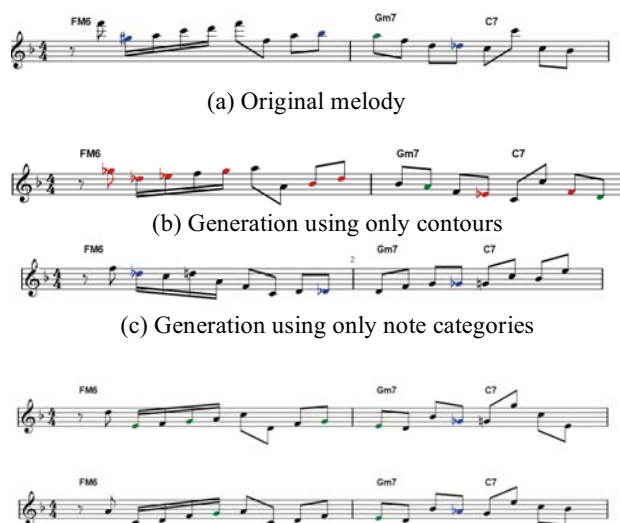 FM6 Gm7 C7
(a) Original melody
FM6 Gm7 C7
(b) Generation using only contours
FM6 2 Gm7 C7
(c) Generation using only note categories
FM6 Gm7 C7
FM6 Gm7 C7